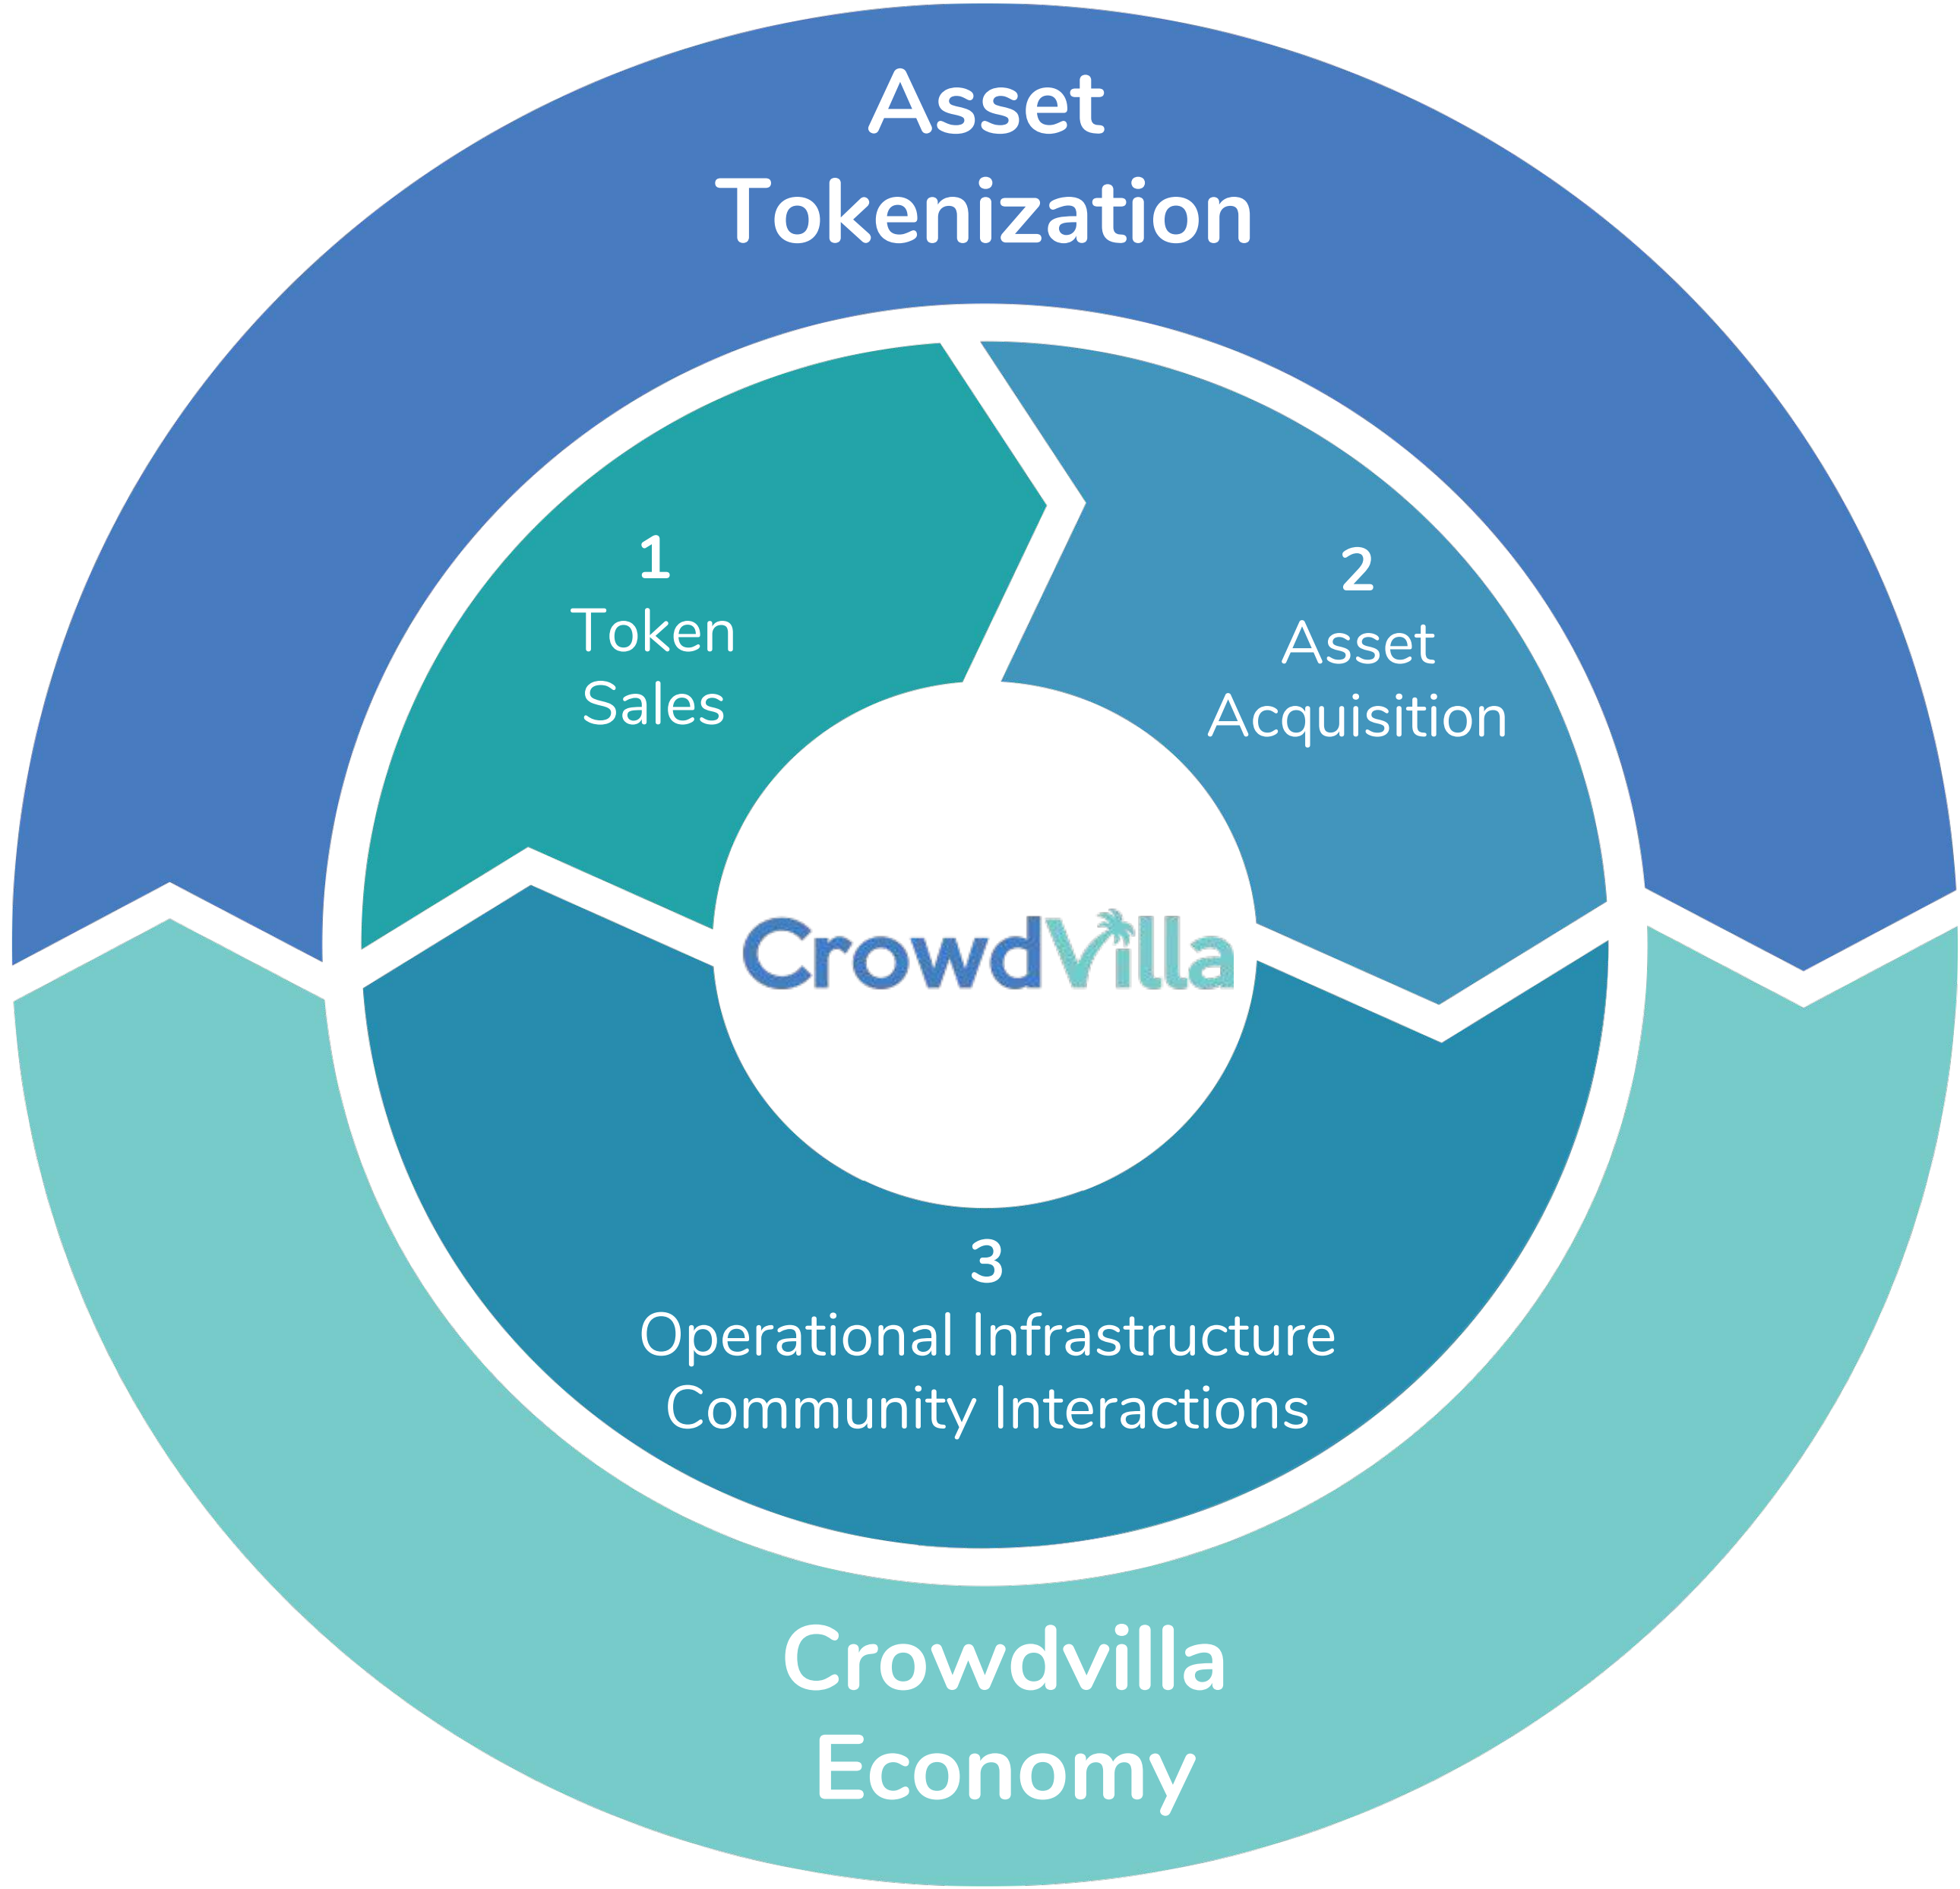 Asset
Tokenization
1
Token
Sales
2
Asset
Acquisition
CrowdVilla
3
Operational Infrastructure
Community Interactions
Crowdvilla
Economy